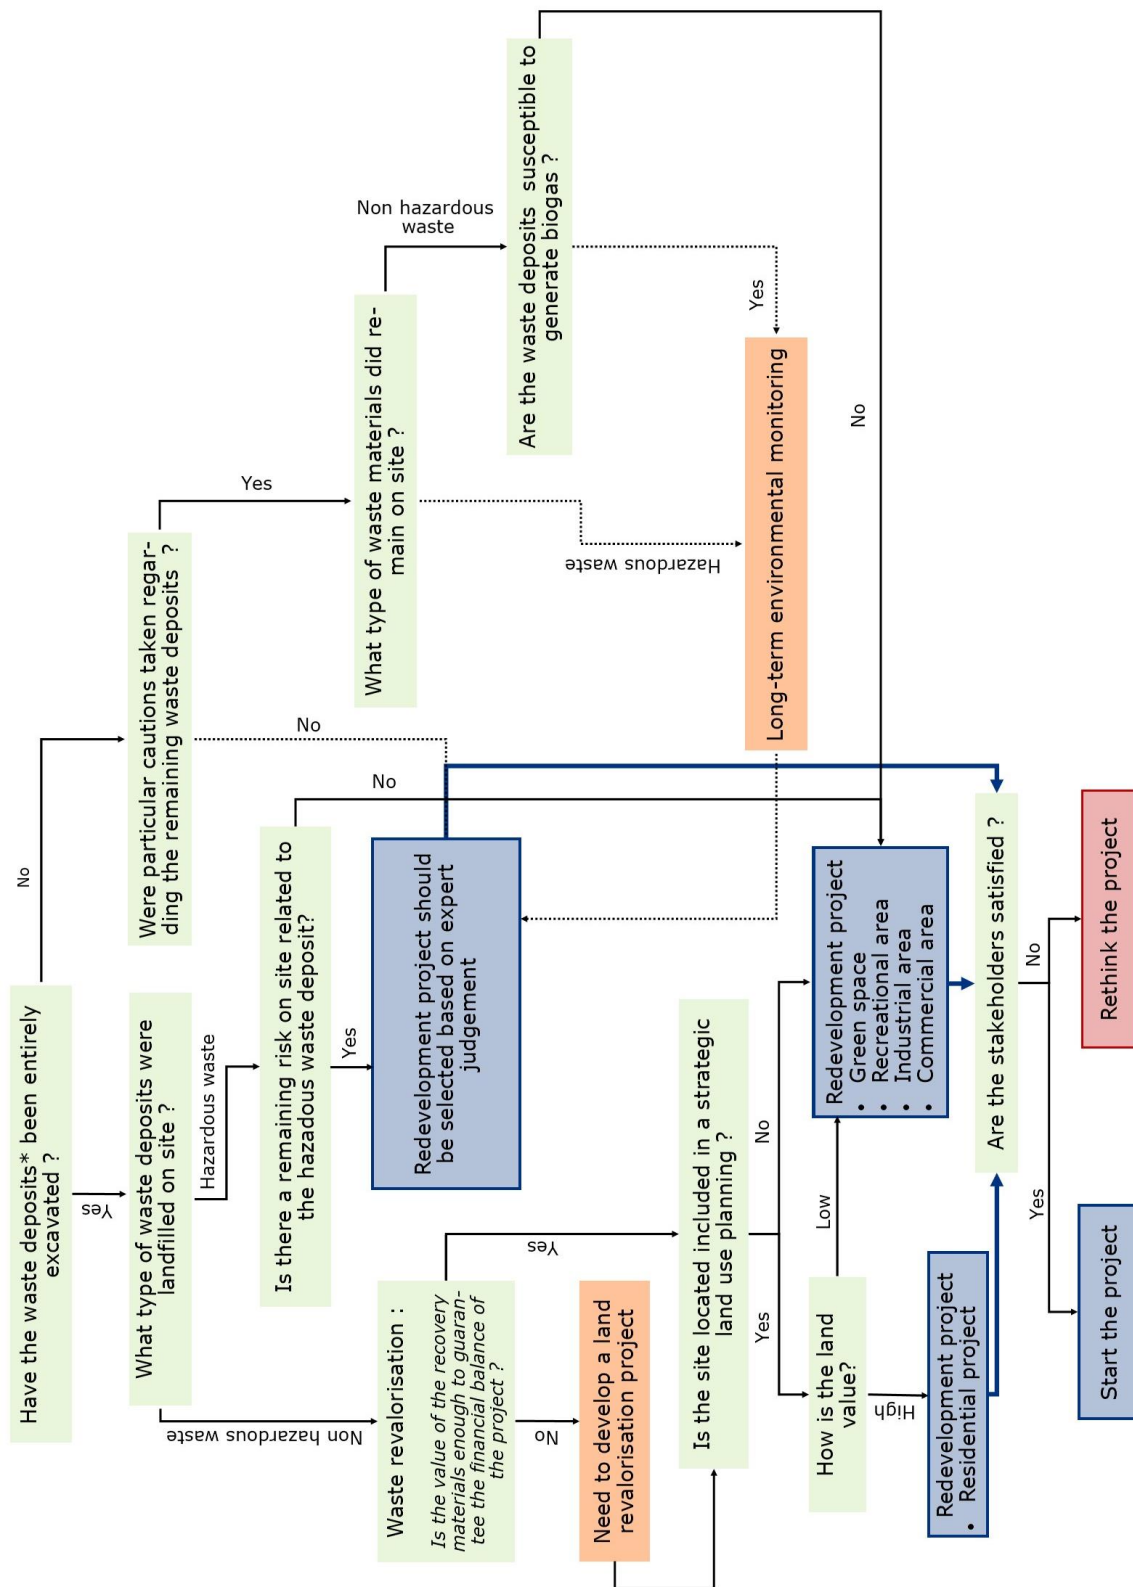 Have the waste deposits* been entirely
excavated ?
No
Yes
Were particular cautions taken regar-
ding the remaining waste deposits  ?
Yes
No
What type of waste deposits were
landfilled on site ?
Hazardous waste
Non hazardous waste
Is there a remaining risk on site related to
the hazadous waste deposit?
No
Yes
What type of waste materials did re-
main on site ?
Non hazardous
waste
Hazardous waste
Are the waste deposits  susceptible to
generate biogas ?
Yes
No
Redevelopment project should
be selected based on expert
judgement
Waste revalorisation :
Is the value of the recovery
materials enough to guaran-
tee the financial balance of
the project ?
Yes
No
Need to develop a land
revalorisation project
Long-term environmental monitoring
Is the site located included in a strategic
land use planning ?
Yes
No
How is the land
value?
Low
High
Redevelopment project
• Green space
• Recreational area
• Industrial area
• Commercial area
Redevelopment project
• Residential project
Are the stakeholders satisfied ?
Yes
No
Start the project
Rethink the project